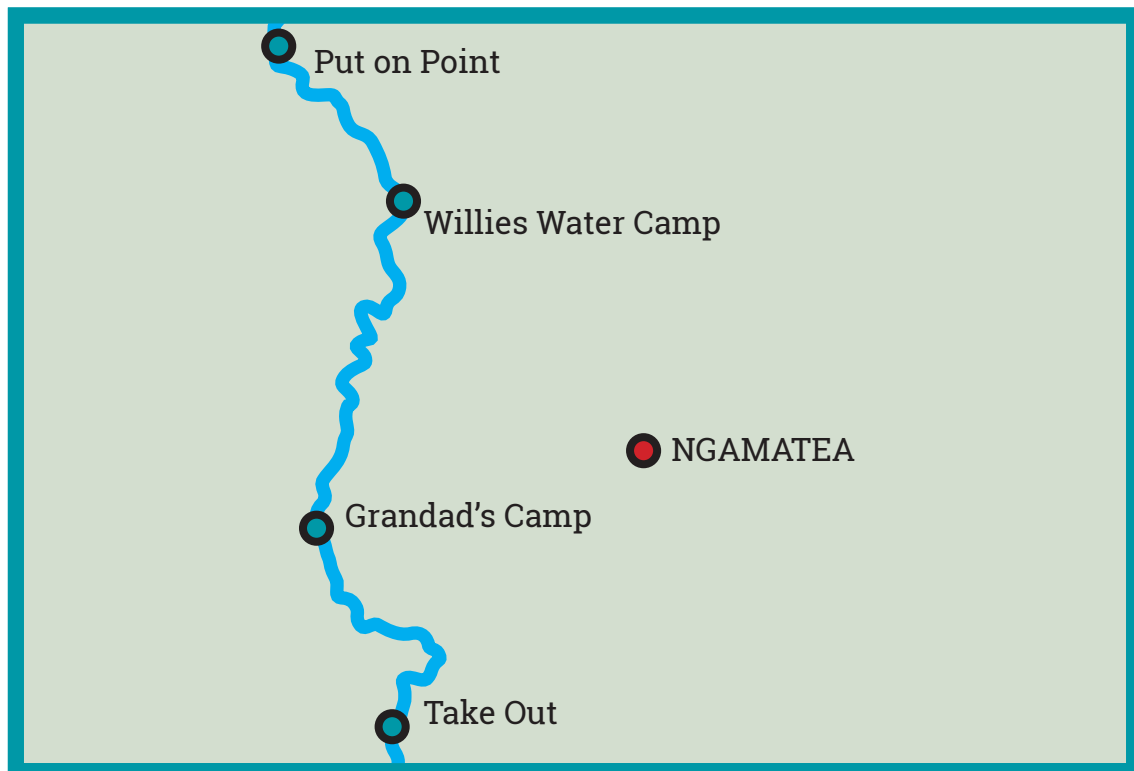 Put on Point
Willies Water Camp
NGAMATEA
Grandad’s Camp
Take Out